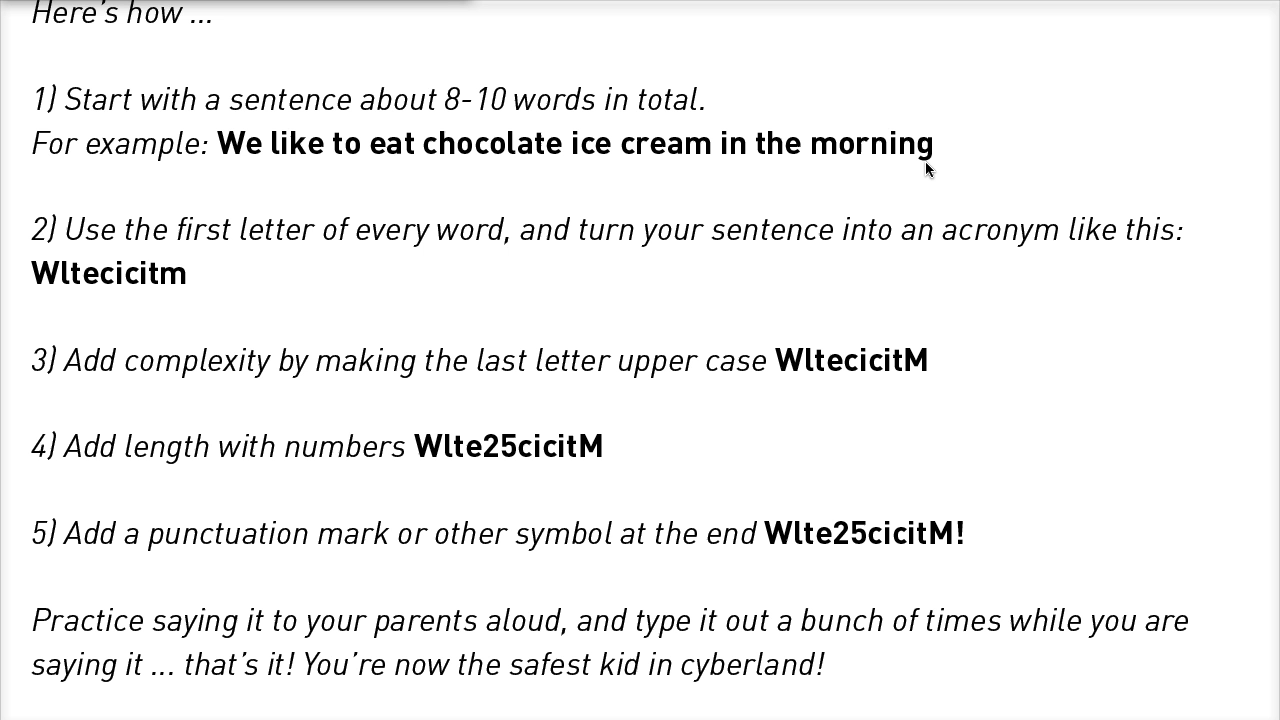 Here's how ...
1) Start with a sentence about 8-10 words in total.
For example: We like to eat chocolate ice cream in the morning
2) Use the first letter of every word, and turn your sentence into an acronym like this:
Wltecicitm
3) Add complexity by making the last letter upper case WltecicitM
4) Add length with numbers Wlte25cicitM
5) Add a punctuation mark or other symbol at the end Wlte25cicitM!
Practice saying it to your parents aloud, and type it out a bunch of times while you are
saying it ... that's it! You're now the safest kid in cyberland!